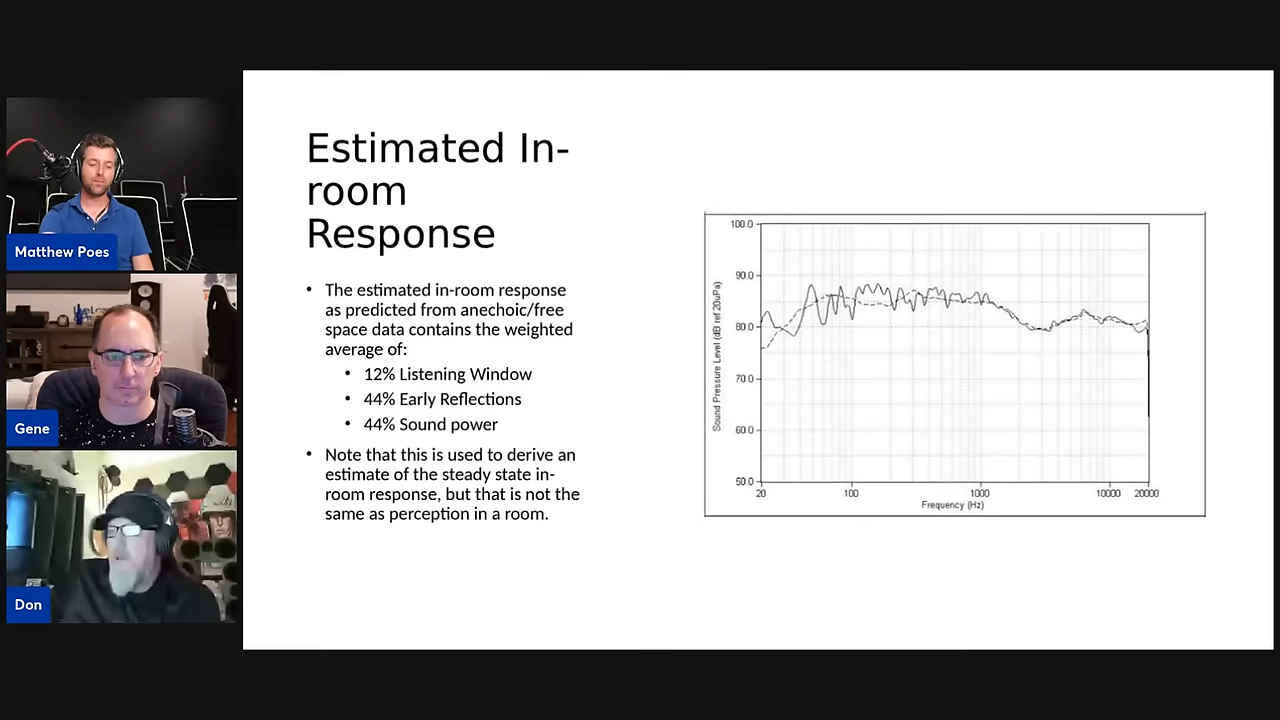 Matthew Poes
Gene
Don
Estimated In-
room
Response
• The estimated in-room response
as predicted from anechoic/free
space data contains the weighted
average of:
• 12% Listening Window
• 44% Early Reflections
• 44% Sound power
• Note that this is used to derive an
estimate of the steady state in-
room response, but that is not the
same as perception in a room.
Sound Pressure Level (dB ref 20uPa)
100.0
90.0
80.0
70.0
60.0
50.0
20 100 1000 10000 20000
Frequency (Hz)